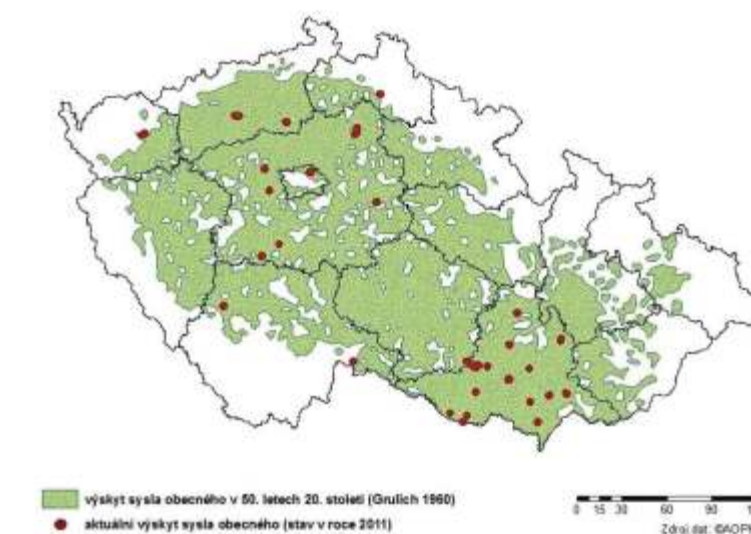 výskyt sysla obecného v 50. letech 20. století (Grulich 1960)
aktuální výskyt sysla obecného (stav v roce 2011)
0 15 30 60 90
Zdroj dat: ©AOPK